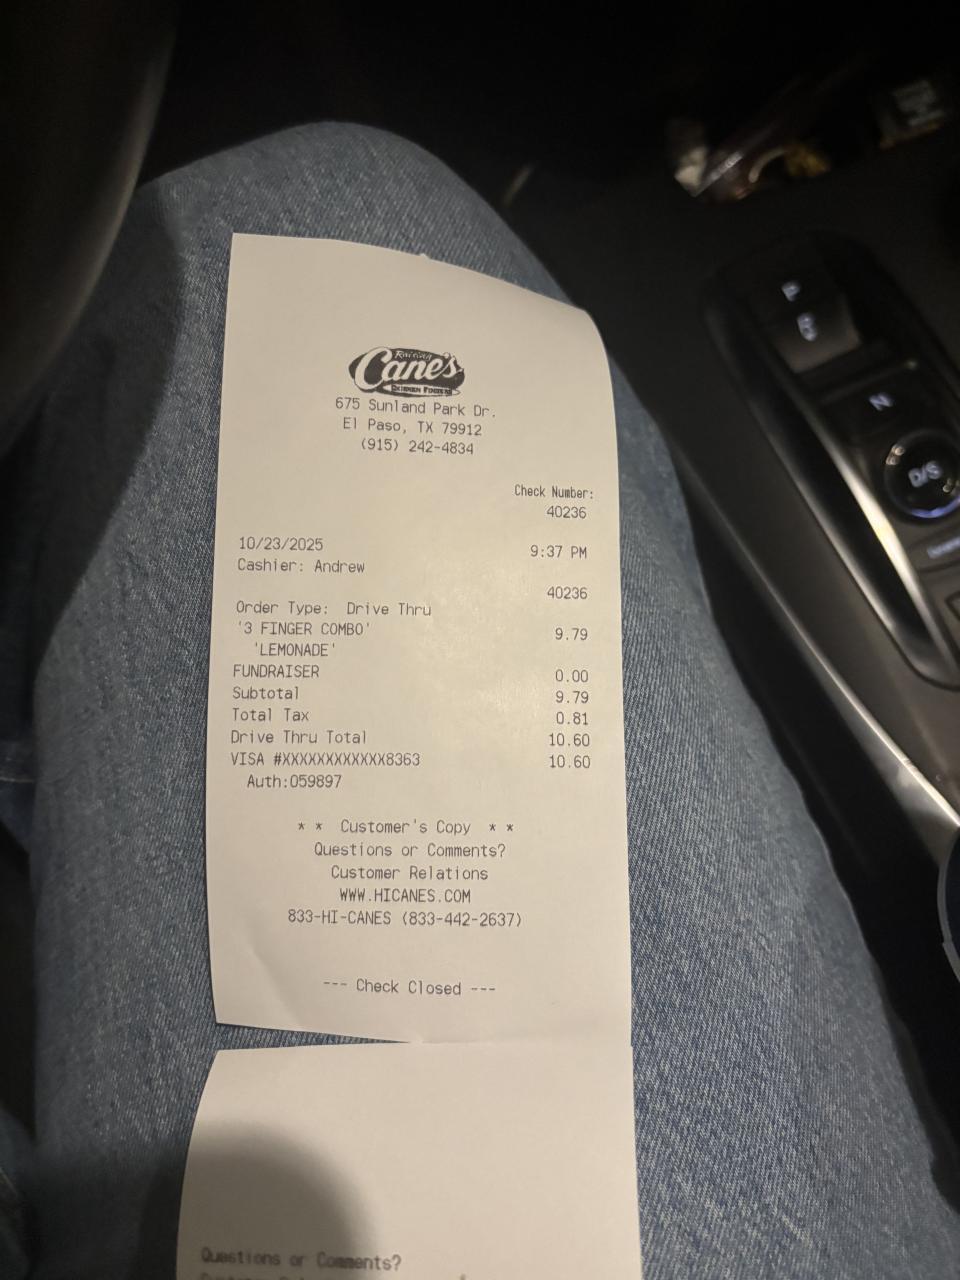 Raising
Cane's
CHICKEN FINGERS
675 Sunland Park Dr.
El Paso, TX 79912
(915) 242-4834
Check Number:
40236
10/23/2025 9:37 PM
Cashier: Andrew
40236
Order Type: Drive Thru
'3 FINGER COMBO' 9.79
'LEMONADE'
FUNDRAISER 0.00
Subtotal 9.79
Total Tax 0.81
Drive Thru Total 10.60
VISA #XXXXXXXXXXXX8363 10.60
Auth:059897
* * Customer's Copy * *
Questions or Comments?
Customer Relations
WWW.HICANES.COM
833-HI-CANES (833-442-2637)
--- Check Closed ---
Questions or Comments?
P
R
N
D/S